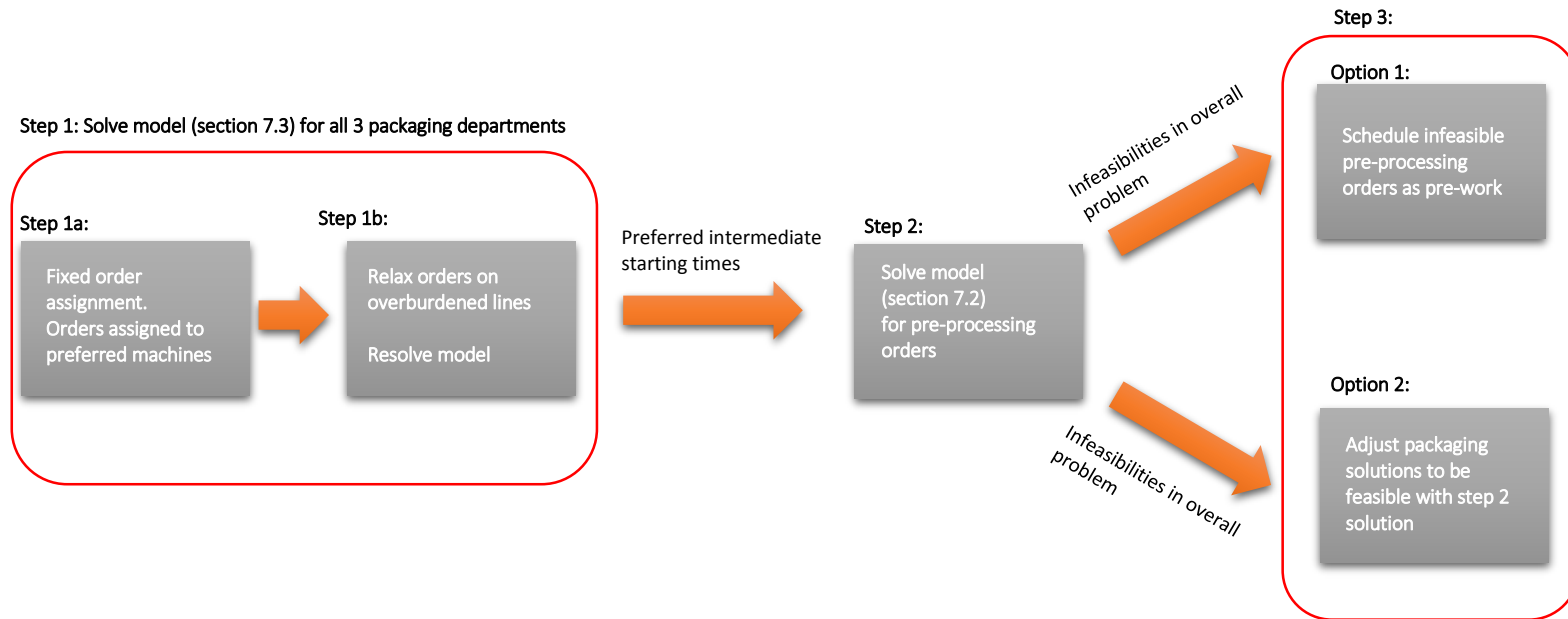 Step 1: Solve model (section 7.3) for all 3 packaging departments
Step 1a:
Fixed order
assignment.
Orders assigned to
preferred machines
Step 1b:
Relax orders on
overburdened lines
Resolve model
Preferred intermediate
starting times
Step 2:
Solve model
(section 7.2)
for pre-processing
orders
Infeasibilities in overall
problem
Infeasibilities in overall
problem
Step 3:
Option 1:
Schedule infeasible
pre-processing
orders as pre-work
Option 2:
Adjust packaging
solutions to be
feasible with step 2
solution